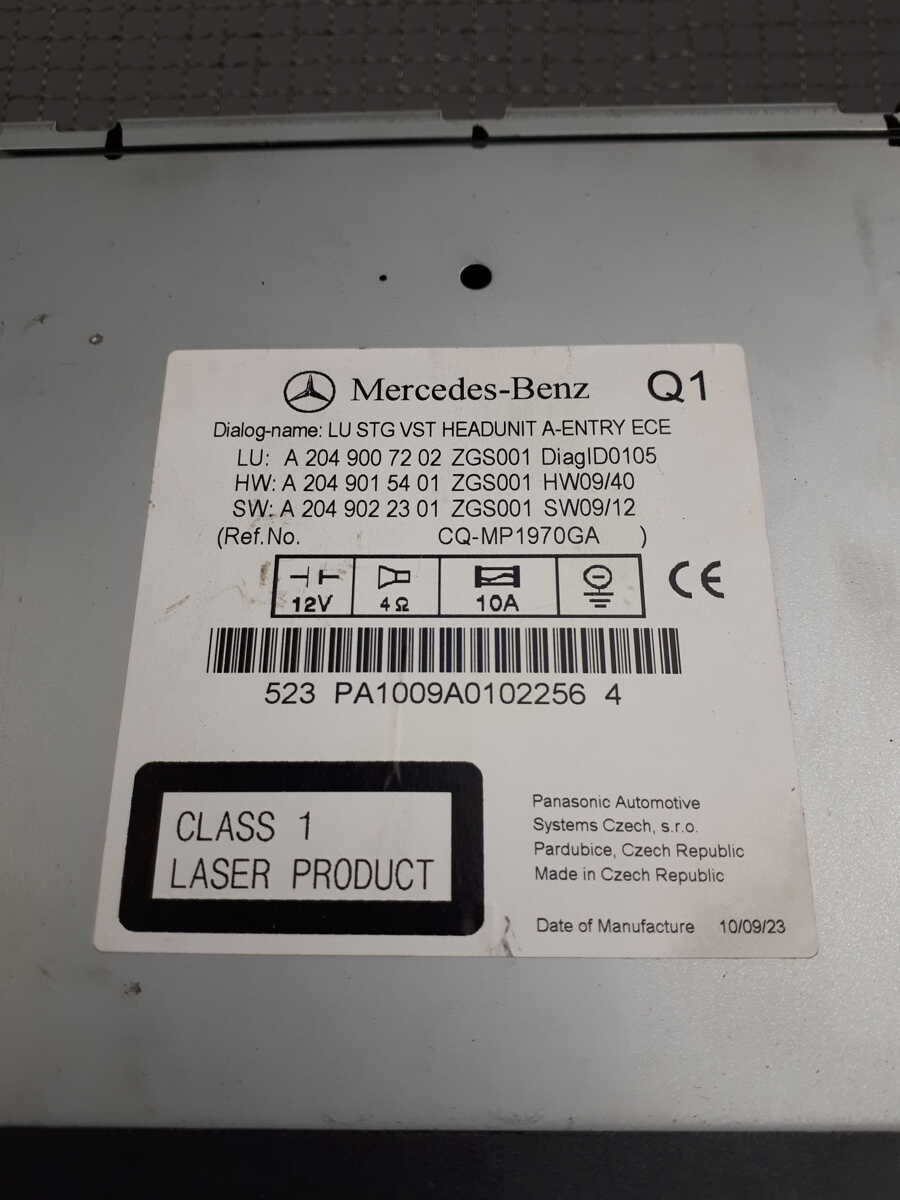 Mercedes-Benz Q1
Dialog-name: LU STG VST HEADUNIT A-ENTRY ECE
LU: A 204 900 72 02 ZGS001 DiagID0105
HW: A 204 901 54 01 ZGS001 HW09/40
SW: A 204 902 23 01 ZGS001 SW09/12
(Ref.No. CQ-MP1970GA )
12V 4Ω 10A CE
523 PA1009A0102256 4
CLASS 1
LASER PRODUCT
Panasonic Automotive
Systems Czech, s.r.o.
Pardubice, Czech Republic
Made in Czech Republic
Date of Manufacture 10/09/23